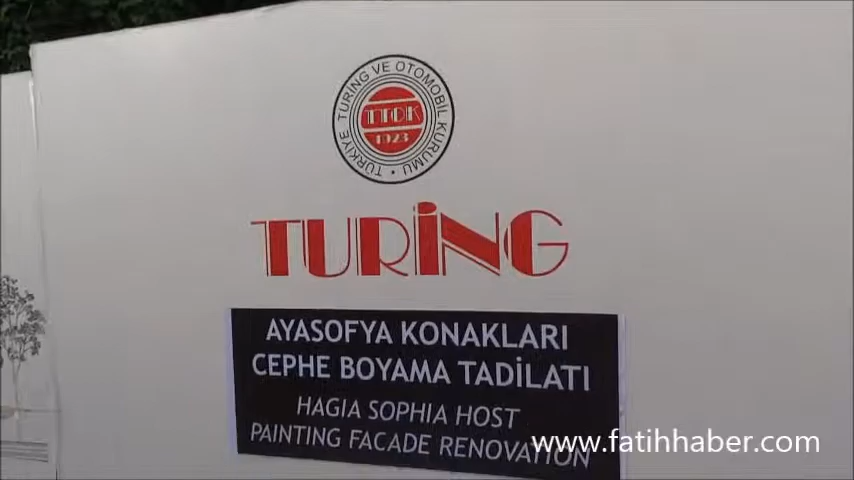 TÜRKİYE TURİNG VE OTOMOBİL KURUMU
TTOK
1923
TURİNG
AYASOFYA KONAKLARI
CEPHE BOYAMA TADİLATI
HAGIA SOPHIA HOST
PAINTING FACADE RENOVATION
www.fatihhaber.com